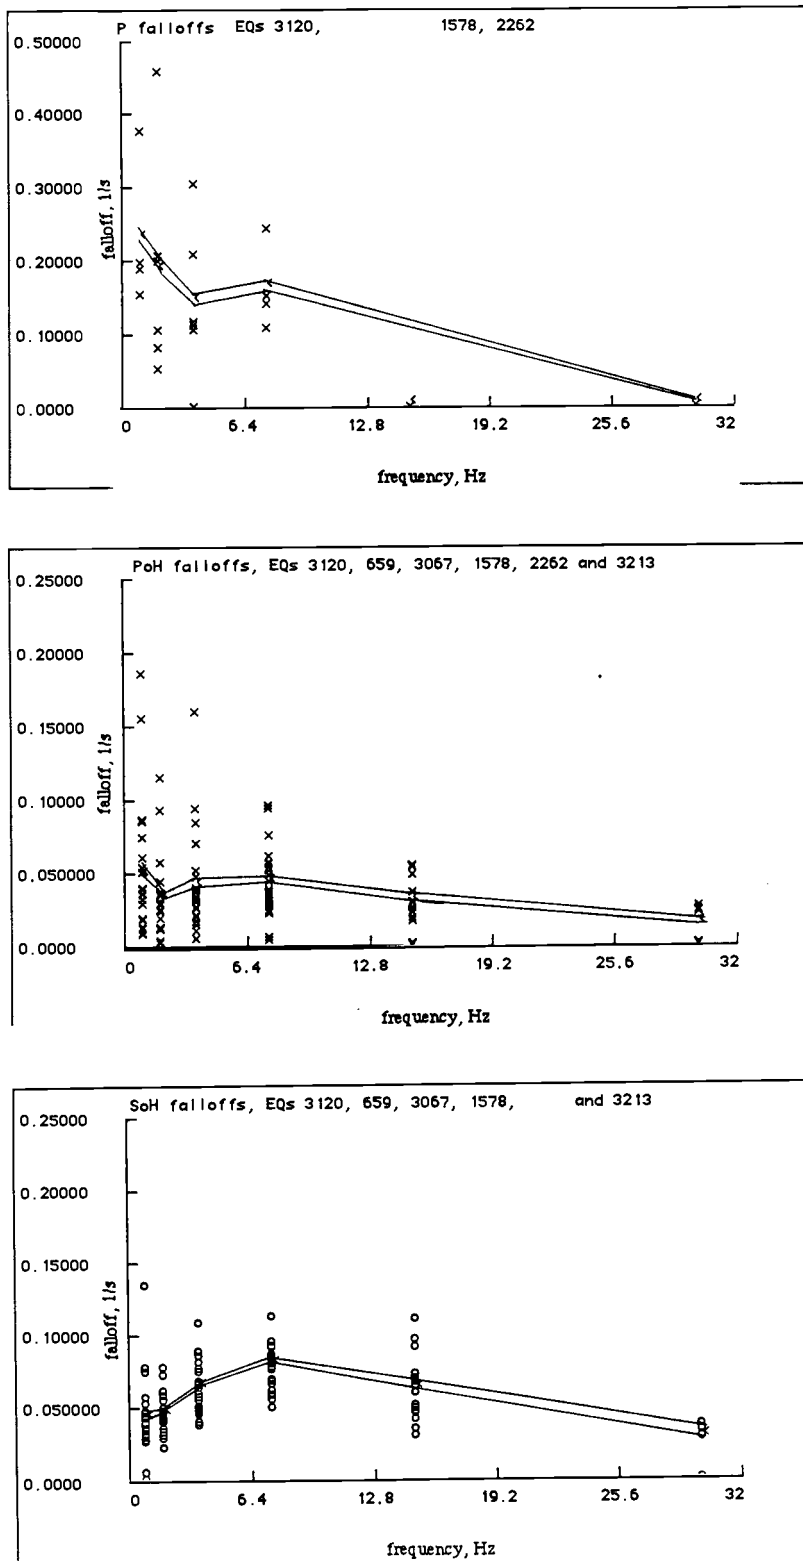 P falloffs EQs 3120, 1578, 2262
0.50000
0.40000
0.30000
0.20000
0.10000
0.0000
falloff, 1/s
0 6.4 12.8 19.2 25.6 32
frequency, Hz
PoH falloffs, EQs 3120, 659, 3067, 1578, 2262 and 3213
0.25000
0.20000
0.15000
0.10000
0.050000
0.0000
falloff, 1/s
0 6.4 12.8 19.2 25.6 32
frequency, Hz
SoH falloffs, EQs 3120, 659, 3067, 1578, and 3213
0.25000
0.20000
0.15000
0.10000
0.050000
0.0000
falloff, 1/s
0 6.4 12.8 19.2 25.6 32
frequency, Hz